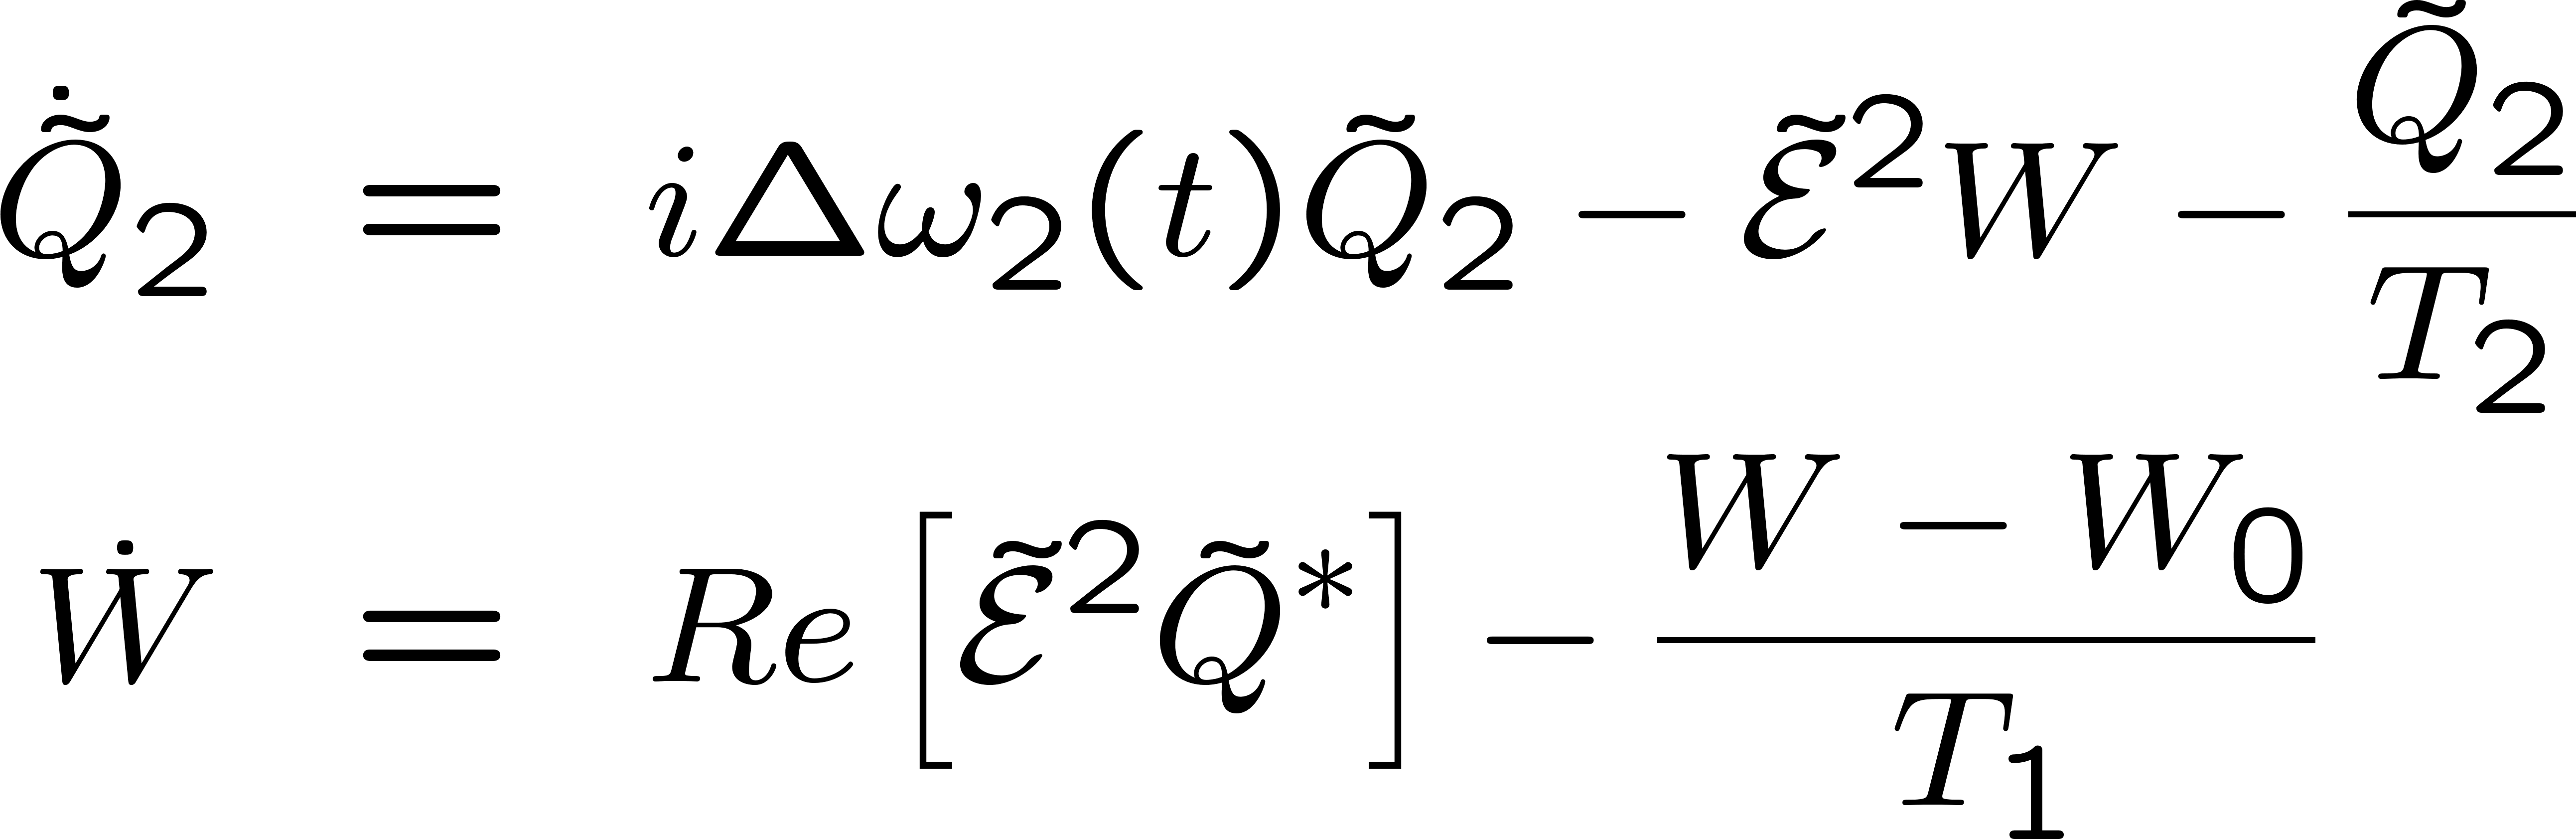 $\dot{\tilde{Q}}_2 = i\Delta\omega_2(t)\tilde{Q}_2 - \tilde{\mathcal{E}}^2 W - \frac{\tilde{Q}_2}{T_2}$
$\dot{W} = Re\left[\tilde{\mathcal{E}}^2\tilde{Q}^*\right] - \frac{W - W_0}{T_1}$